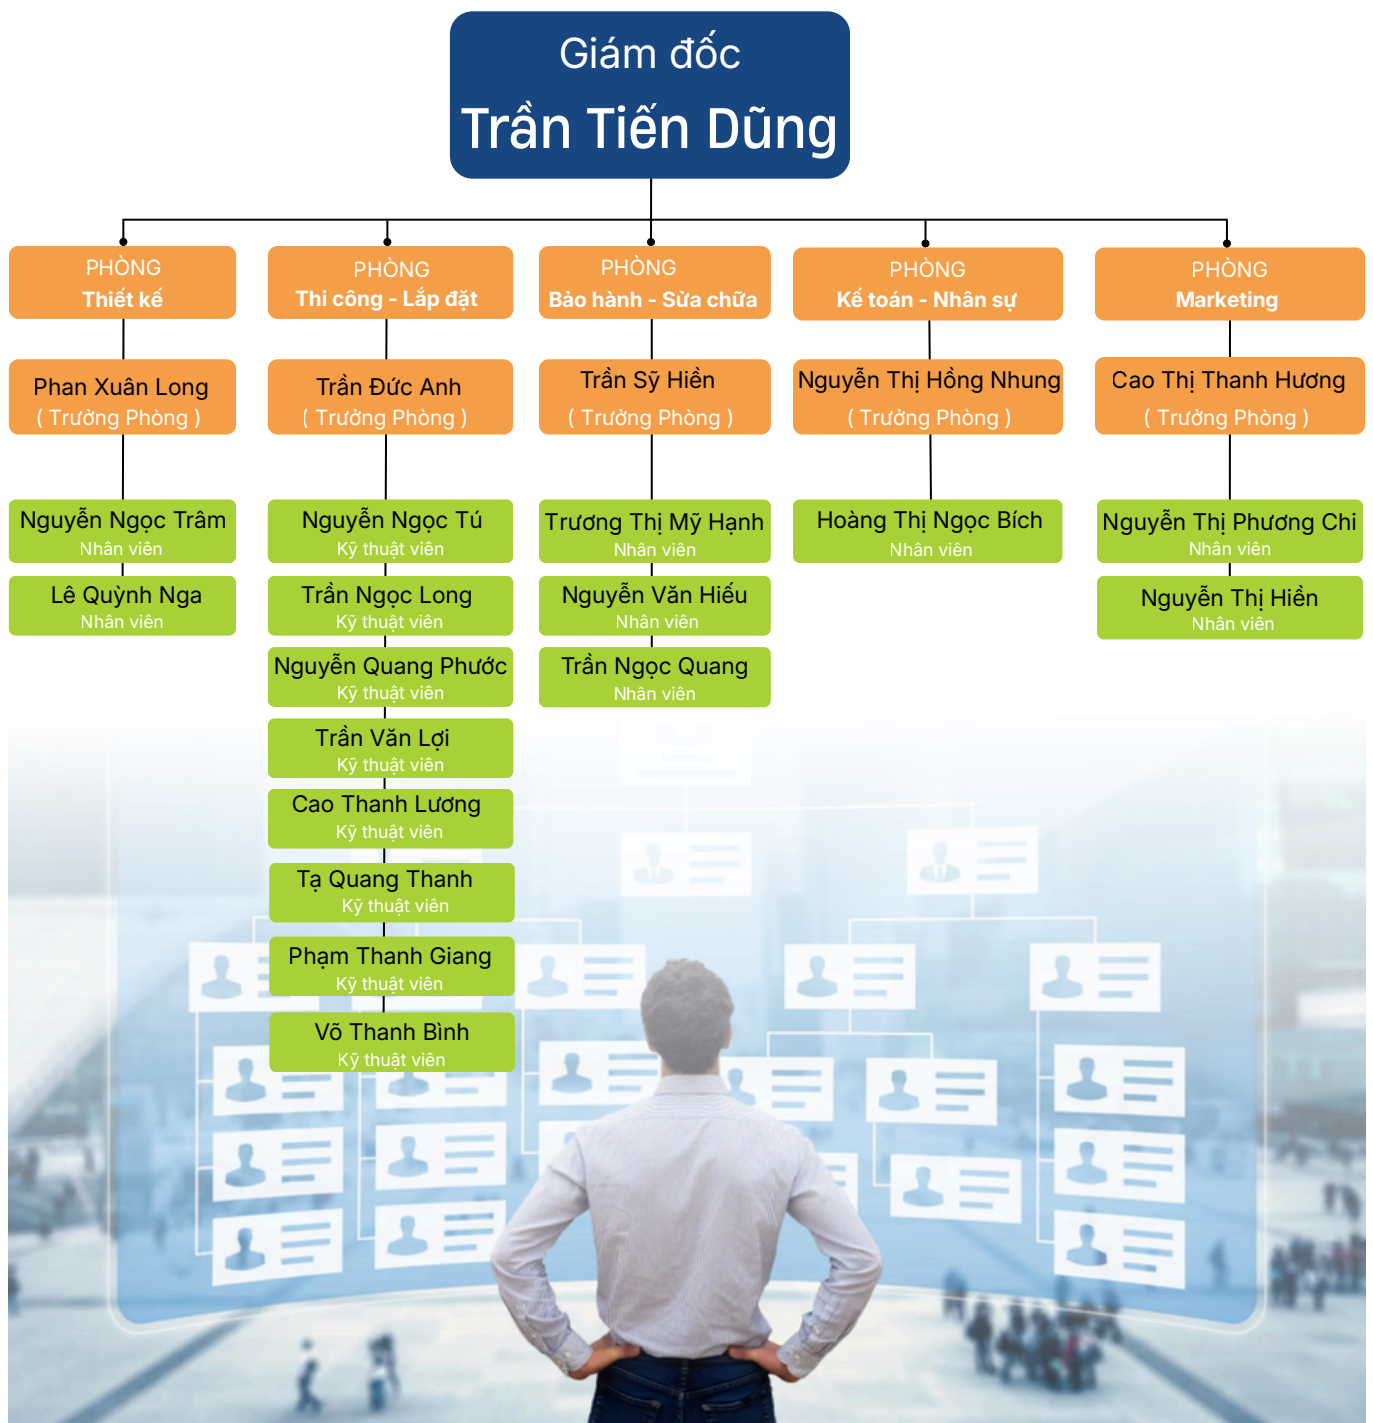 Giám đốc
Trần Tiến Dũng
PHÒNG
Thiết kế
Phan Xuân Long
( Trưởng Phòng )
Nguyễn Ngọc Trâm
Nhân viên
Lê Quỳnh Nga
Nhân viên
PHÒNG
Thi công - Lắp đặt
Trần Đức Anh
( Trưởng Phòng )
Nguyễn Ngọc Tú
Kỹ thuật viên
Trần Ngọc Long
Kỹ thuật viên
Nguyễn Quang Phước
Kỹ thuật viên
Trần Văn Lợi
Kỹ thuật viên
Cao Thanh Lương
Kỹ thuật viên
Tạ Quang Thanh
Kỹ thuật viên
Phạm Thanh Giang
Kỹ thuật viên
Võ Thanh Bình
Kỹ thuật viên
PHÒNG
Bảo hành - Sửa chữa
Trần Sỹ Hiền
( Trưởng Phòng )
Trương Thị Mỹ Hạnh
Nhân viên
Nguyễn Văn Hiếu
Nhân viên
Trần Ngọc Quang
Nhân viên
PHÒNG
Kế toán - Nhân sự
Nguyễn Thị Hồng Nhung
( Trưởng Phòng )
Hoàng Thị Ngọc Bích
Nhân viên
PHÒNG
Marketing
Cao Thị Thanh Hương
( Trưởng Phòng )
Nguyễn Thị Phương Chi
Nhân viên
Nguyễn Thị Hiền
Nhân viên